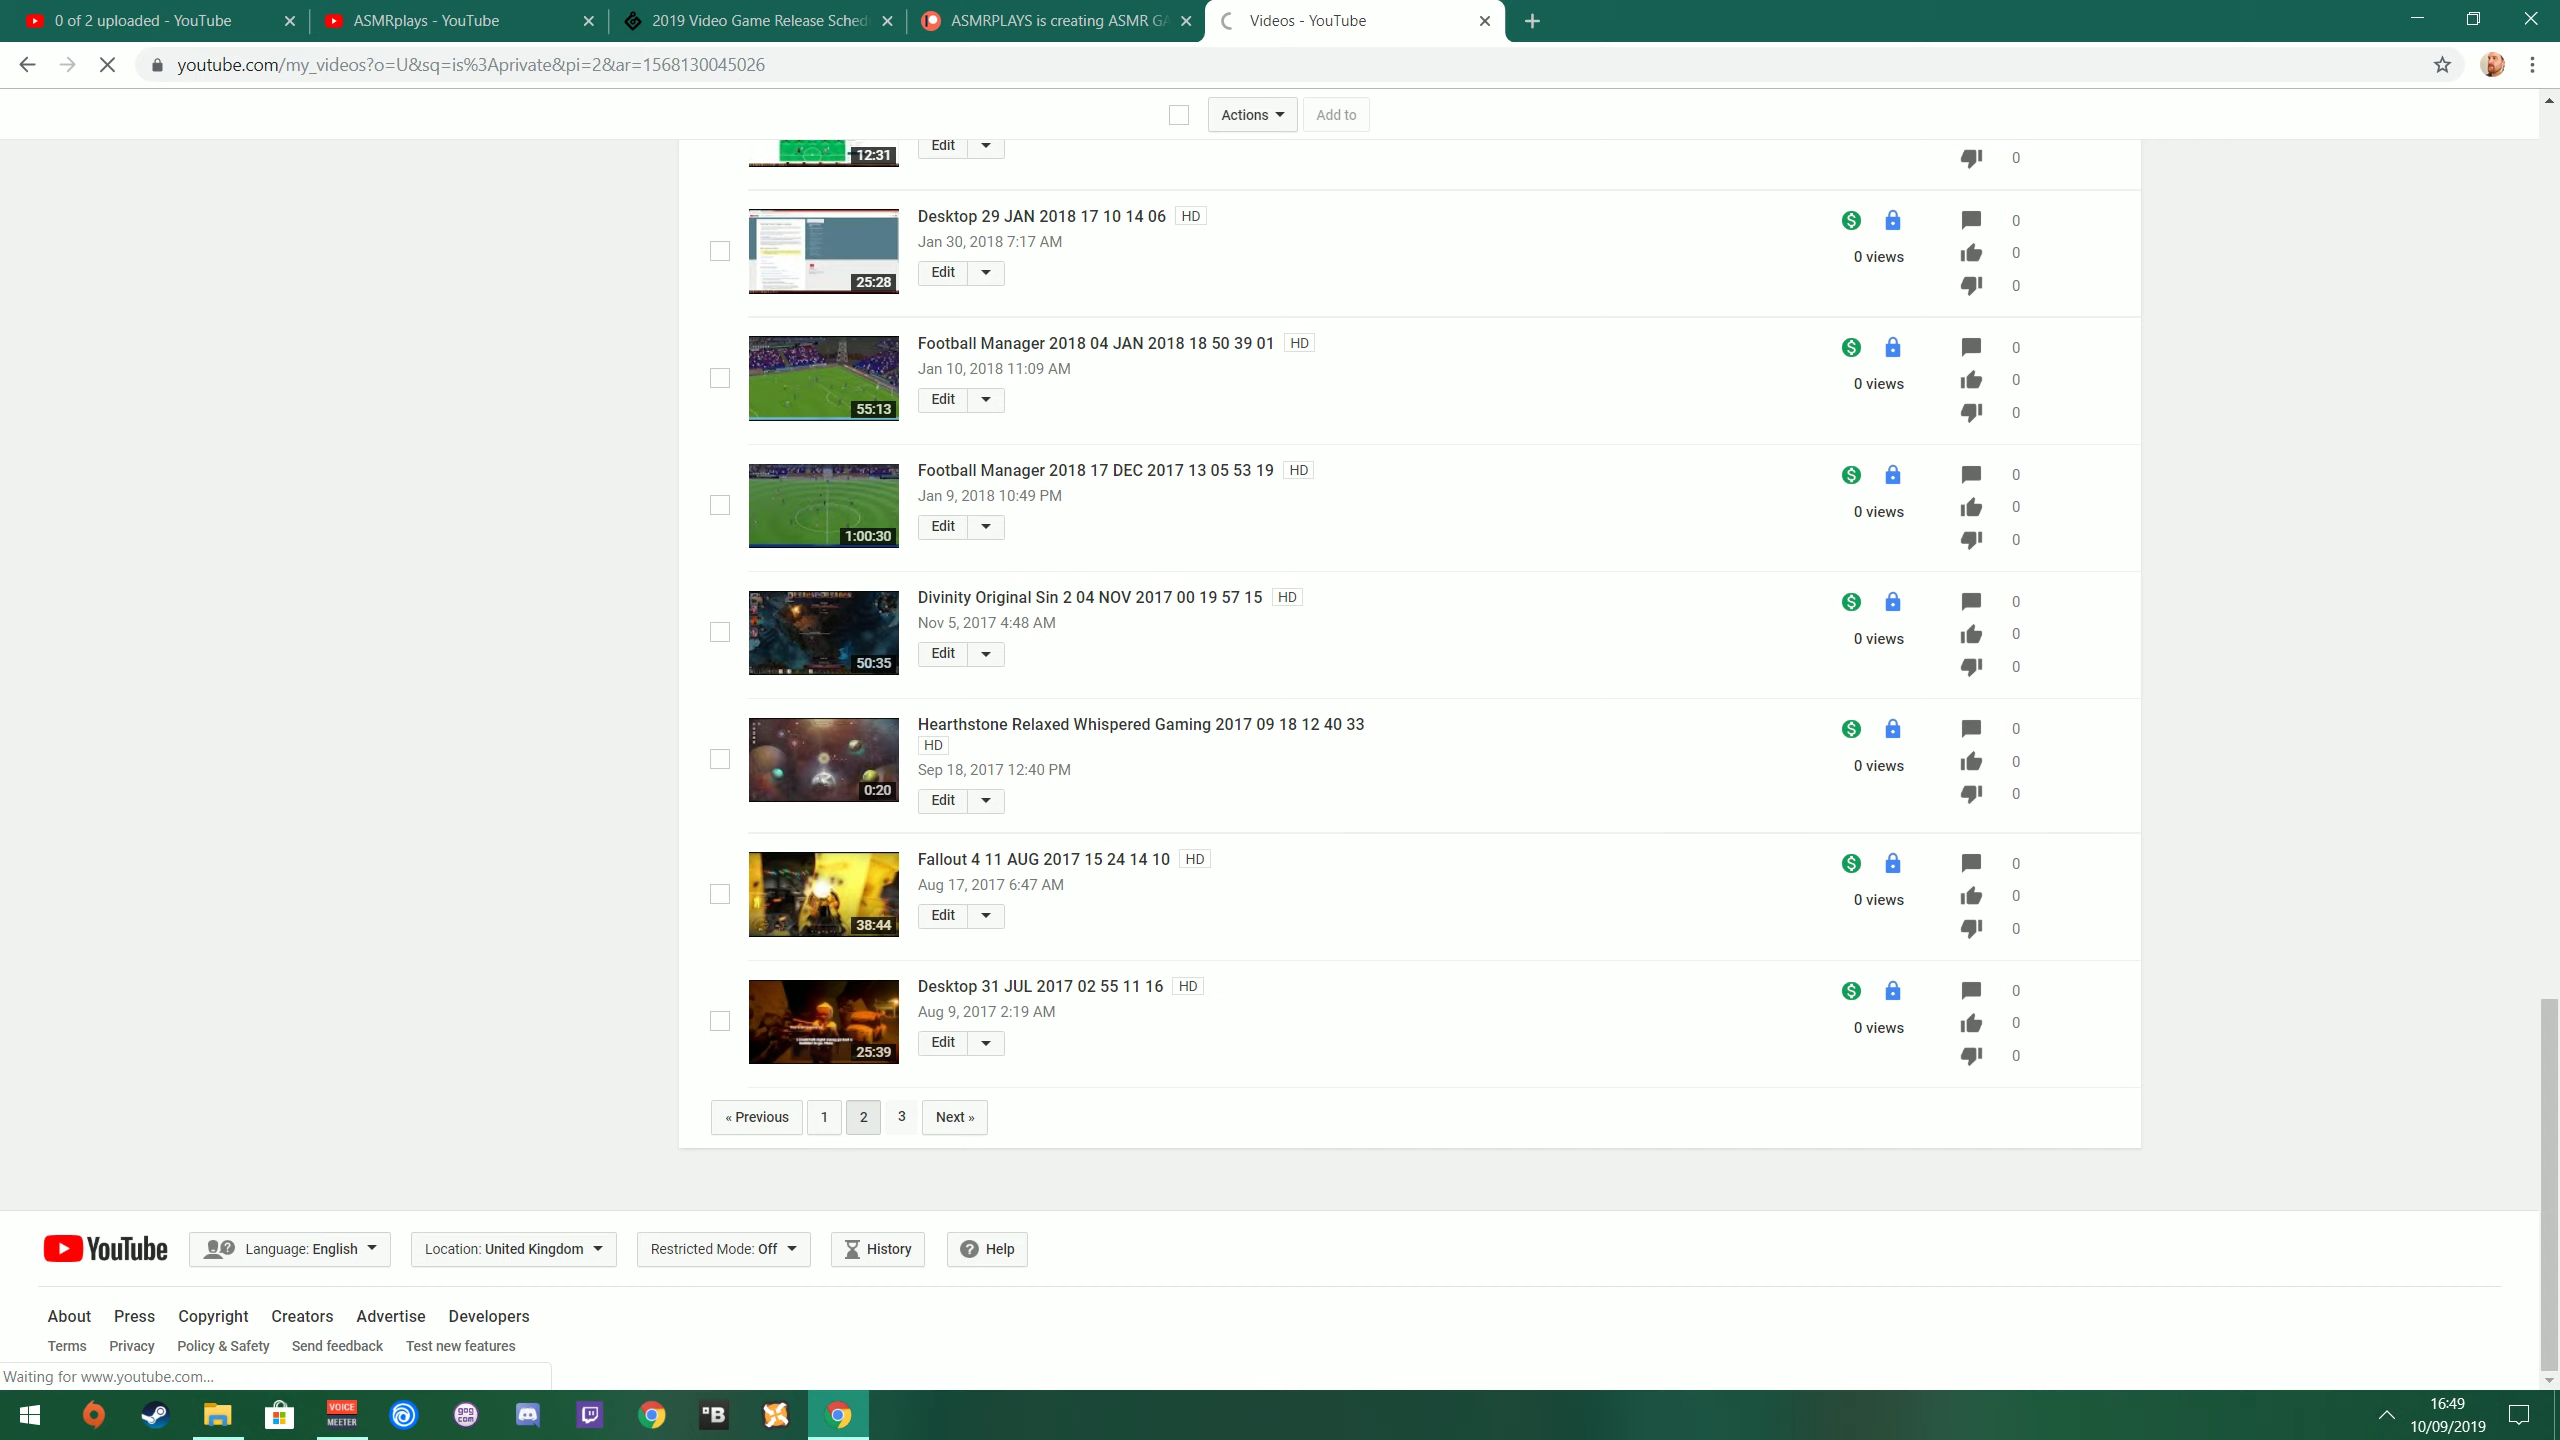 0 of 2 uploaded - YouTube
ASMRplays - YouTube
2019 Video Game Release Sched
ASMRPLAYS is creating ASMR GA
Videos - YouTube
youtube.com/my_videos?o=U&sq=is%3Aprivate&pi=2&ar=1568130045026
Actions
Add to
12:31
Edit
0
25:28
Desktop 29 JAN 2018 17 10 14 06 HD
Jan 30, 2018 7:17 AM
Edit
0 views
0
0
0
55:13
Football Manager 2018 04 JAN 2018 18 50 39 01 HD
Jan 10, 2018 11:09 AM
Edit
0 views
0
0
0
1:00:30
Football Manager 2018 17 DEC 2017 13 05 53 19 HD
Jan 9, 2018 10:49 PM
Edit
0 views
0
0
0
50:35
Divinity Original Sin 2 04 NOV 2017 00 19 57 15 HD
Nov 5, 2017 4:48 AM
Edit
0 views
0
0
0
0:20
Hearthstone Relaxed Whispered Gaming 2017 09 18 12 40 33
HD
Sep 18, 2017 12:40 PM
Edit
0 views
0
0
0
38:44
Fallout 4 11 AUG 2017 15 24 14 10 HD
Aug 17, 2017 6:47 AM
Edit
0 views
0
0
0
25:39
Desktop 31 JUL 2017 02 55 11 16 HD
Aug 9, 2017 2:19 AM
Edit
0 views
0
0
0
« Previous 1 2 3 Next »
YouTube
Language: English
Location: United Kingdom
Restricted Mode: Off
History
Help
About Press Copyright Creators Advertise Developers
Terms Privacy Policy & Safety Send feedback Test new features
Waiting for www.youtube.com...
VOICE
MEETER
gog
com
B
16:49
10/09/2019